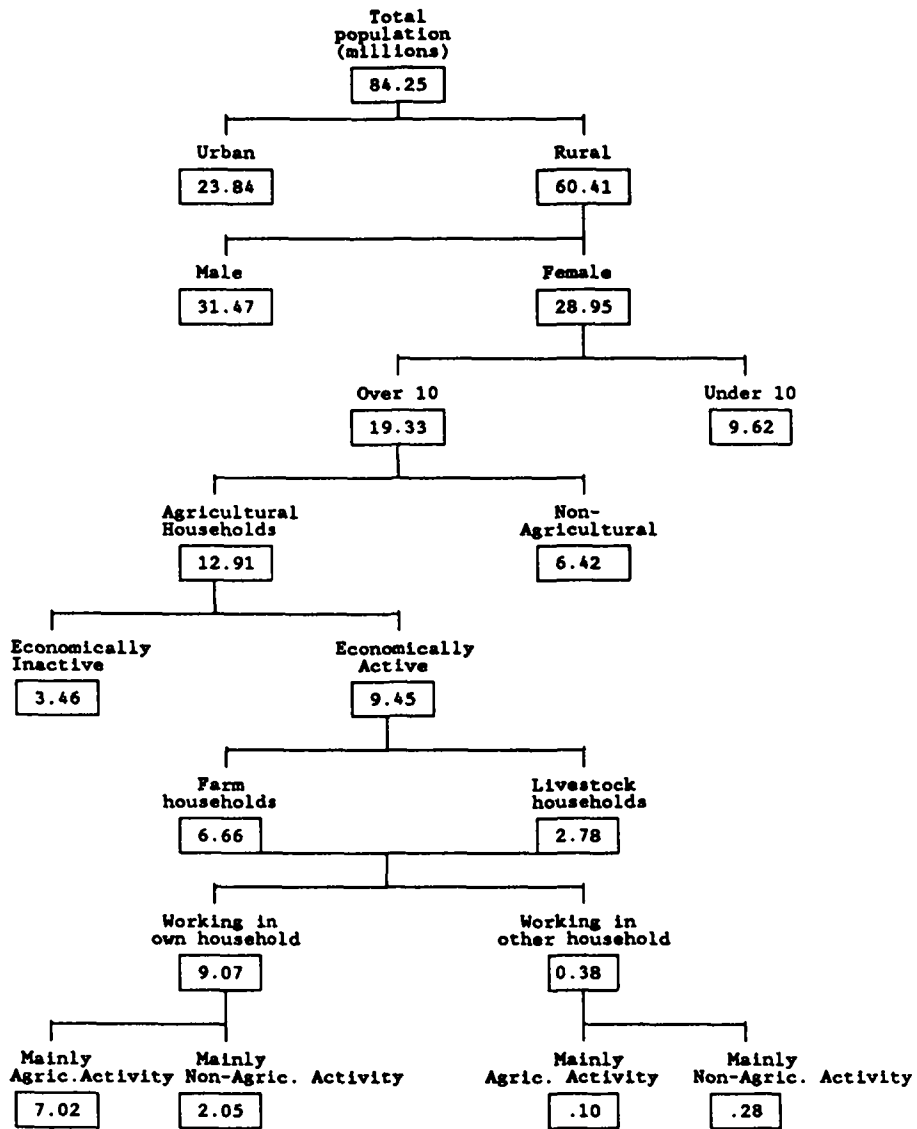 Total
population
(millions)
84.25
Urban
Rural
23.84
60.41
Male
Female
31.47
28.95
Over 10
Under 10
19.33
9.62
Agricultural
Households
Non-
Agricultural
12.91
6.42
Economically
Inactive
Economically
Active
3.46
9.45
Farm
households
Livestock
households
6.66
2.78
Working in
own household
Working in
other household
9.07
0.38
Mainly
Agric.Activity
Mainly
Non-Agric. Activity
Mainly
Agric. Activity
Mainly
Non-Agric. Activity
7.02
2.05
.10
.28